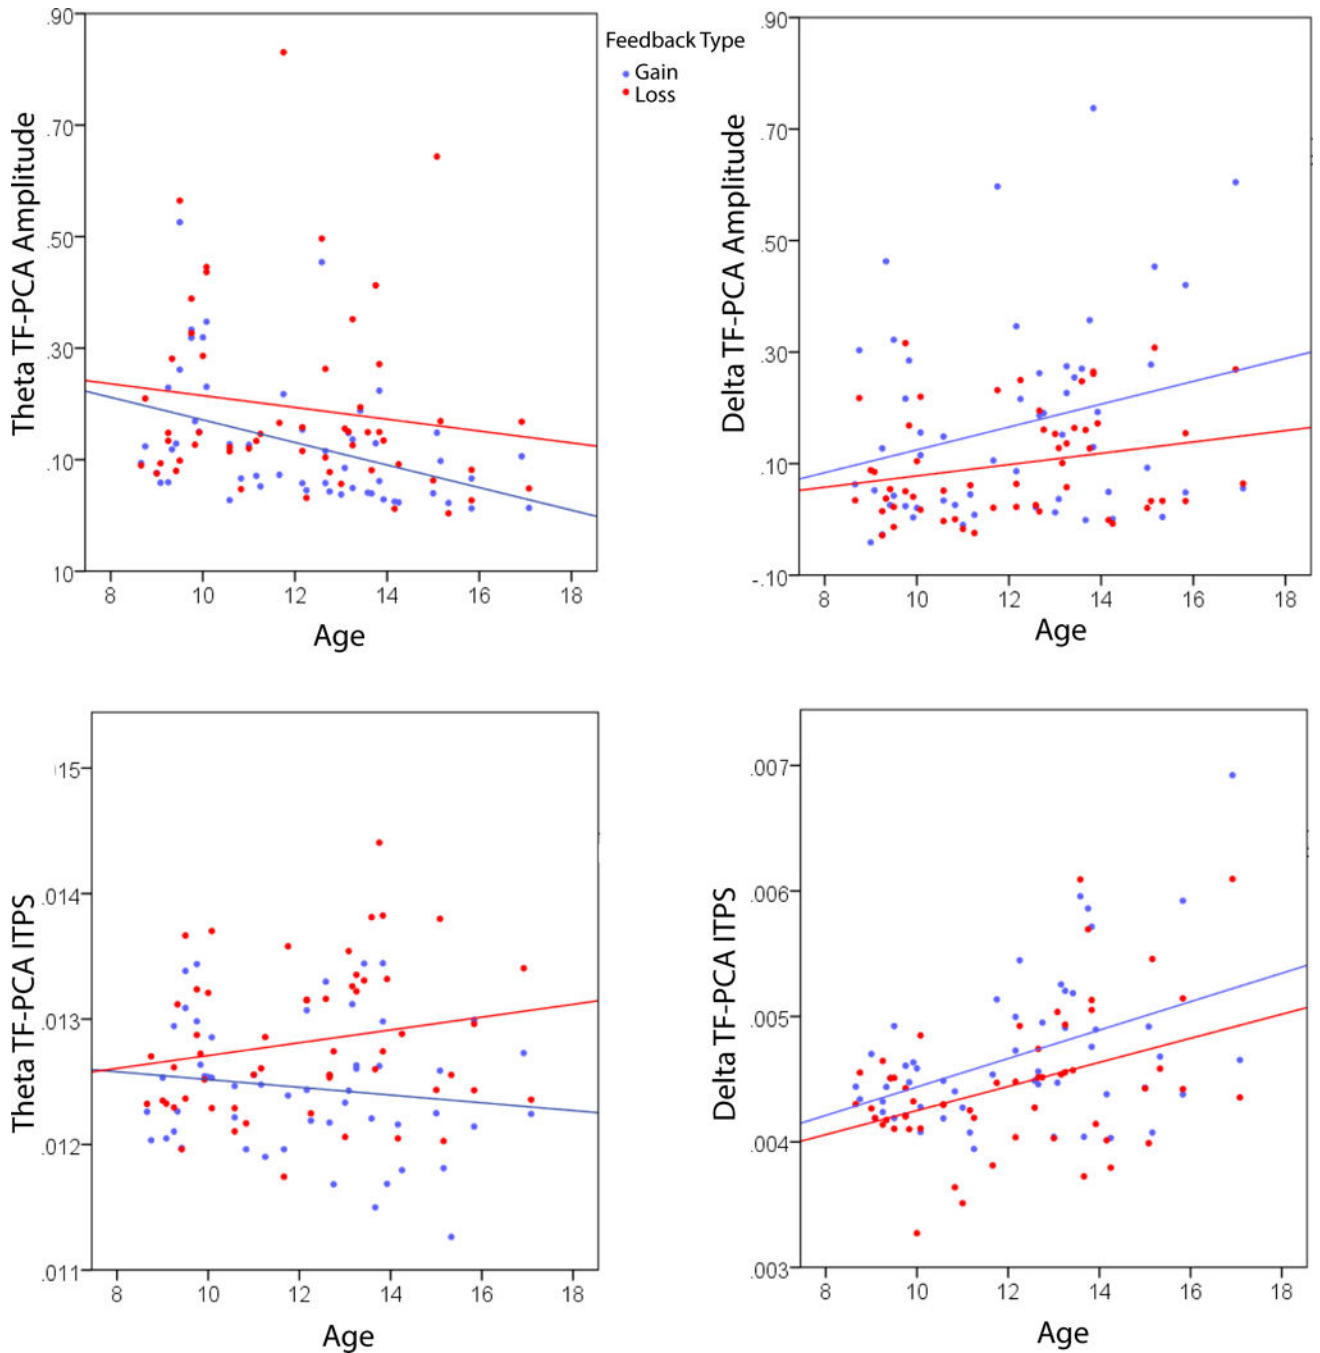 .90
.70
.50
.30
.10
10
8 10 12 14 16 18
Age
Theta TF-PCA Amplitude
Feedback Type
Gain
Loss
.90
.70
.50
.30
.10
-.10
8 10 12 14 16 18
Age
Delta TF-PCA Amplitude
15
.014
.013
.012
.011
8 10 12 14 16 18
Age
Theta TF-PCA ITPS
.007
.006
.005
.004
.003
8 10 12 14 16 18
Age
Delta TF-PCA ITPS